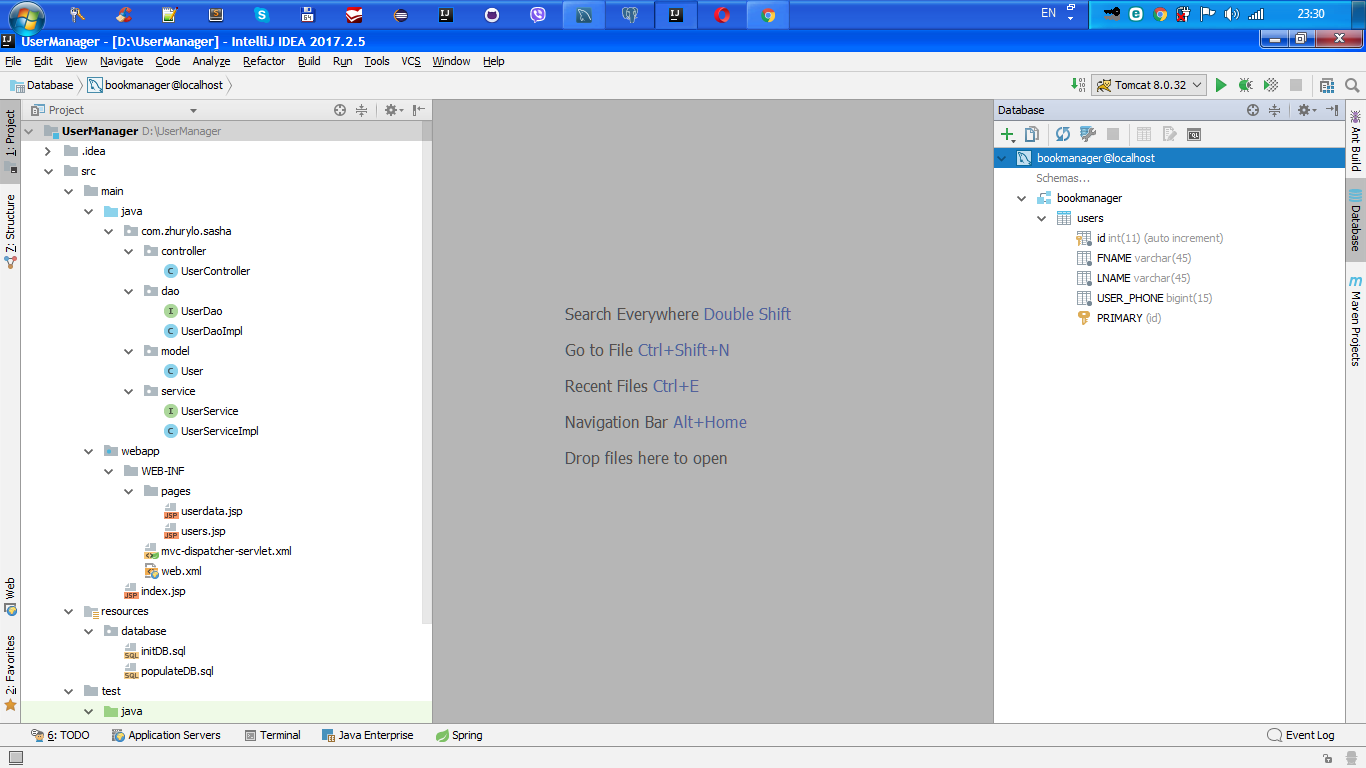 EN
23:30
UserManager - [D:\UserManager] - IntelliJ IDEA 2017.2.5
File Edit View Navigate Code Analyze Refactor Build Run Tools VCS Window Help
Database
bookmanager@localhost
Tomcat 8.0.32
1: Project
Z: Structure
Web
2: Favorites
Project
UserManager D:\UserManager
.idea
src
main
java
com.zhurylo.sasha
controller
UserController
dao
UserDao
UserDaoImpl
model
User
service
UserService
UserServiceImpl
webapp
WEB-INF
pages
userdata.jsp
users.jsp
mvc-dispatcher-servlet.xml
web.xml
index.jsp
resources
database
initDB.sql
populateDB.sql
test
java
Search Everywhere Double Shift
Go to File Ctrl+Shift+N
Recent Files Ctrl+E
Navigation Bar Alt+Home
Drop files here to open
Database
bookmanager@localhost
Schemas...
bookmanager
users
id int(11) (auto increment)
FNAME varchar(45)
LNAME varchar(45)
USER_PHONE bigint(15)
PRIMARY (id)
Ant Build
Database
Maven Projects
6: TODO
Application Servers
Terminal
Java Enterprise
Spring
Event Log